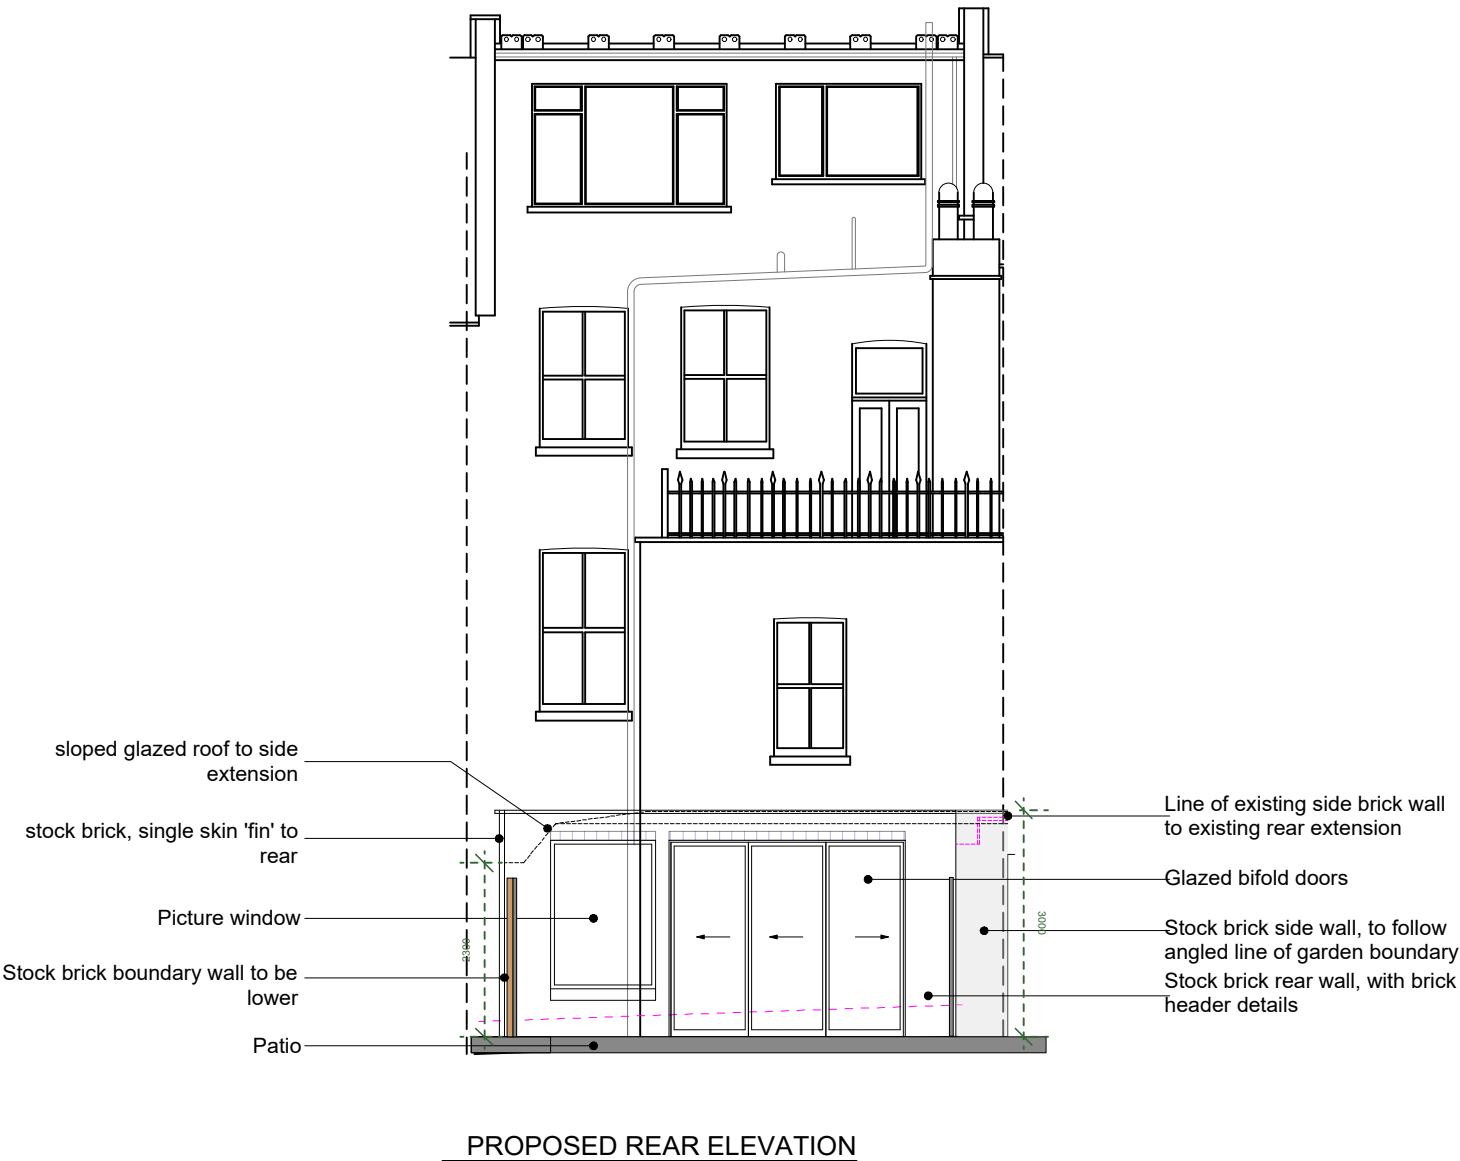 sloped glazed roof to side
extension
stock brick, single skin 'fin' to
rear
Picture window
Stock brick boundary wall to be
lower
Patio
Line of existing side brick wall
to existing rear extension
Glazed bifold doors
Stock brick side wall, to follow
angled line of garden boundary
Stock brick rear wall, with brick
header details
3000
PROPOSED REAR ELEVATION